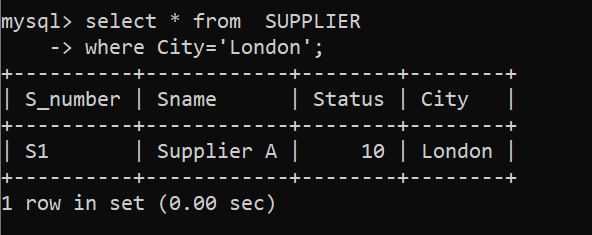 mysql> select * from  SUPPLIER
    -> where City='London';
+----------+------------+--------+--------+
| S_number | Sname      | Status | City   |
+----------+------------+--------+--------+
| S1       | Supplier A |     10 | London |
+----------+------------+--------+--------+
1 row in set (0.00 sec)